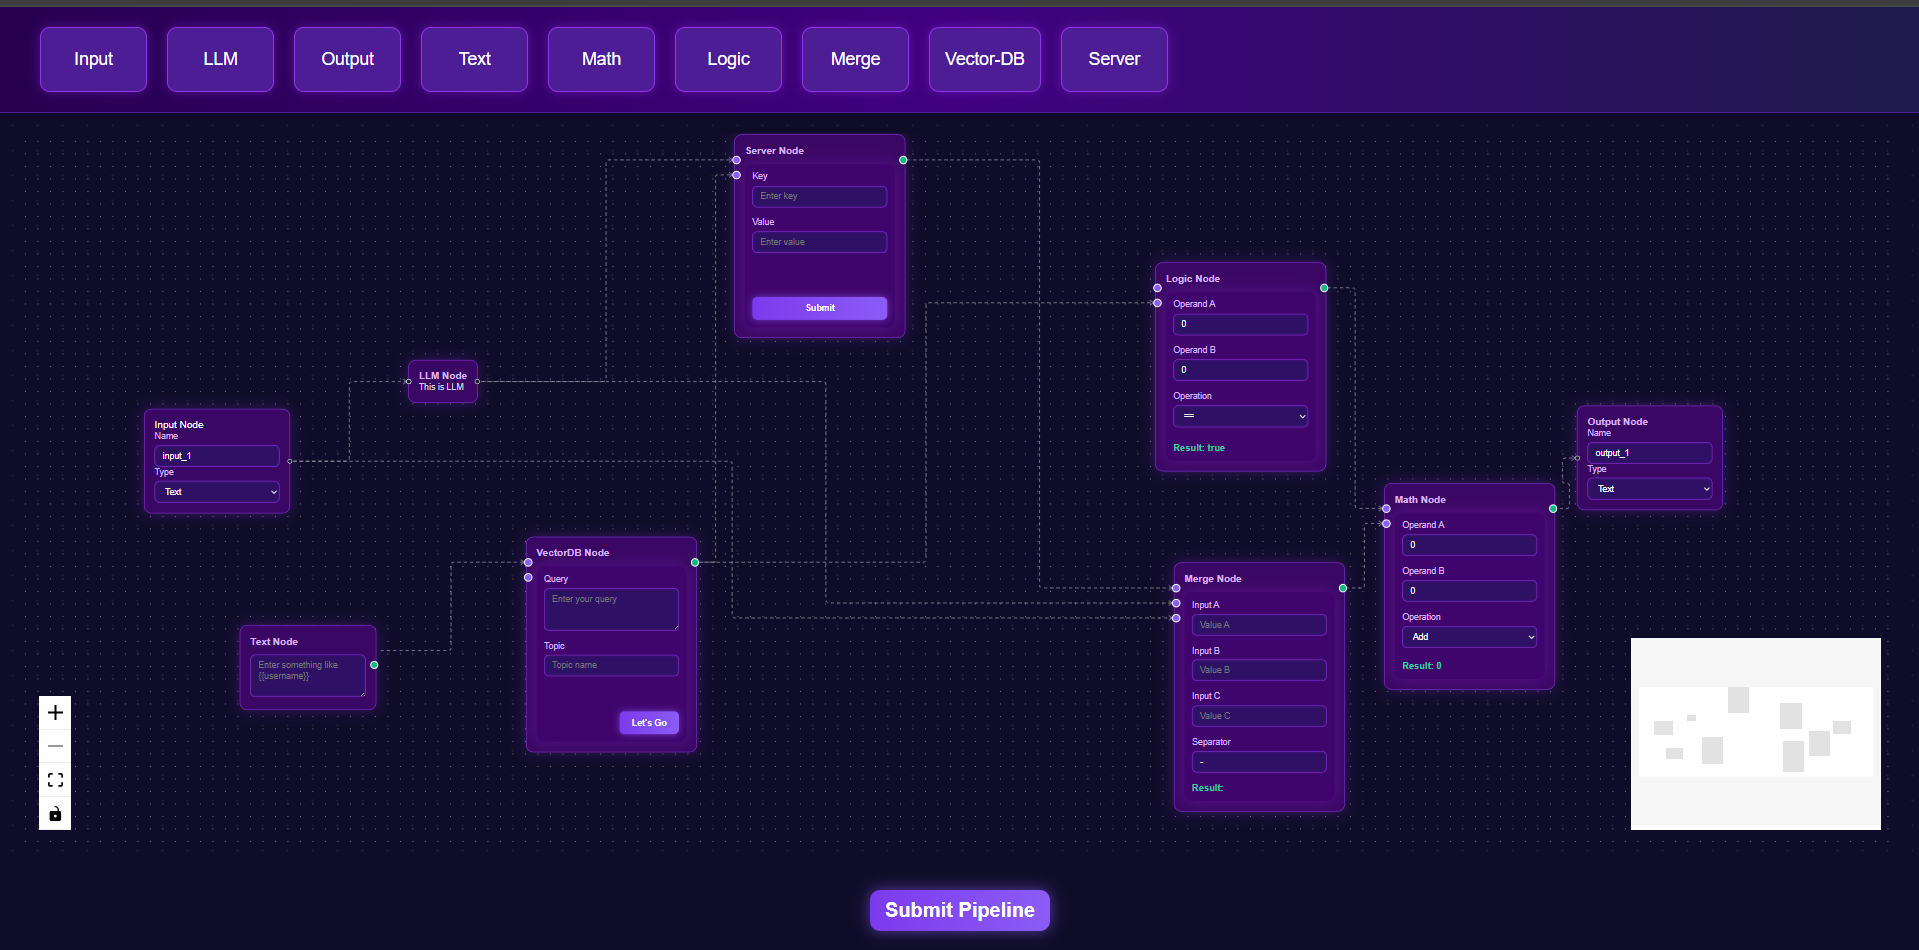 Input
LLM
Output
Text
Math
Logic
Merge
Vector-DB
Server
Server Node
Key
Enter key
Value
Enter value
Submit
Logic Node
Operand A
0
Operand B
0
Operation
==
Result: true
LLM Node
This is LLM
Input Node
Name
input_1
Type
Text
Output Node
Name
output_1
Type
Text
Math Node
Operand A
0
Operand B
0
Operation
Add
Result: 0
VectorDB Node
Query
Enter your query
Topic
Topic name
Let's Go
Merge Node
Input A
Value A
Input B
Value B
Input C
Value C
Separator
-
Result:
Text Node
Enter something like
{{username}}
Submit Pipeline